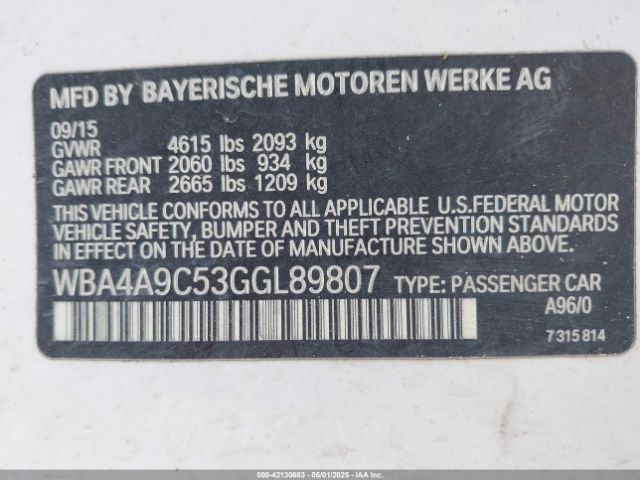 MFD BY BAYERISCHE MOTOREN WERKE AG
09/15
GVWR 4615 lbs 2093 kg
GAWR FRONT 2060 lbs 934 kg
GAWR REAR 2665 lbs 1209 kg
THIS VEHICLE CONFORMS TO ALL APPLICABLE U.S.FEDERAL MOTOR
VEHICLE SAFETY, BUMPER AND THEFT PREVENTION STANDARDS
IN EFFECT ON THE DATE OF MANUFACTURE SHOWN ABOVE.
WBA4A9C53GGL89807 TYPE: PASSENGER CAR
A96/0
7 315 814
000-42130683 - 05/01/2025 - IAAI.COM